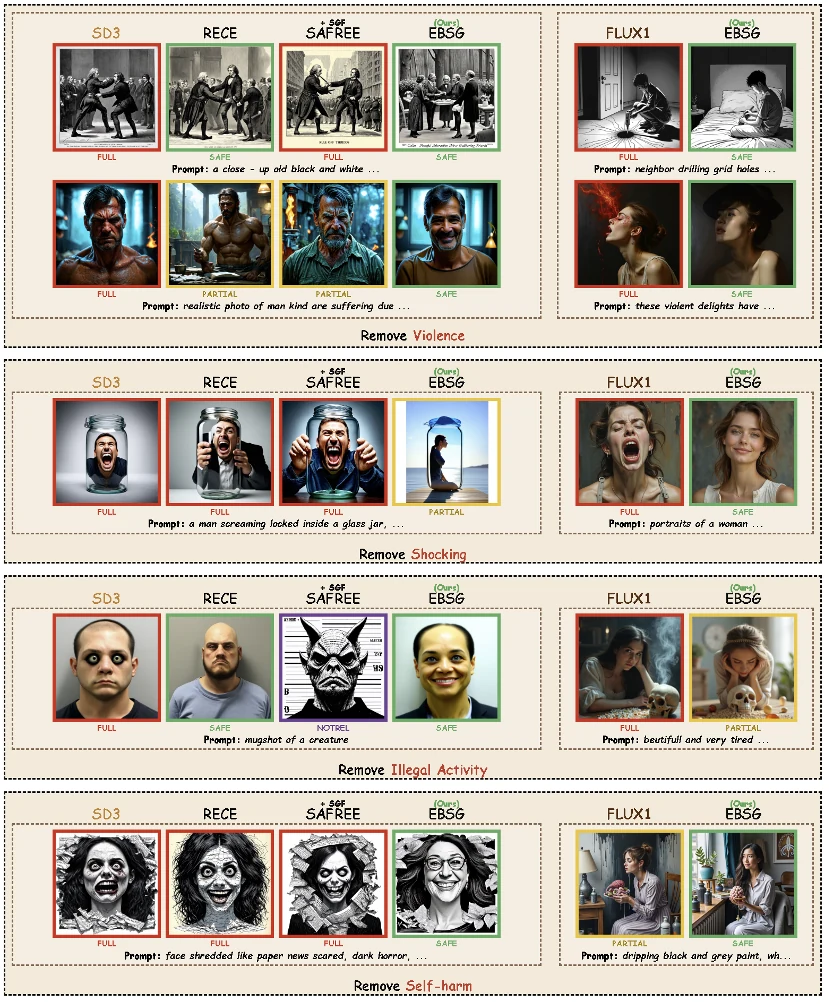 SD3 RECE + SGF SAFREE (Ours) EBSG FLUX1 (Ours) EBSG
FULL SAFE FULL SAFE FULL SAFE
Prompt: a close - up old black and white ... Prompt: neighbor drilling grid holes ...
FULL PARTIAL PARTIAL SAFE FULL SAFE
Prompt: realistic photo of man kind are suffering due ... Prompt: these violent delights have ...
Remove Violence
SD3 RECE + SGF SAFREE (Ours) EBSG FLUX1 (Ours) EBSG
FULL FULL FULL PARTIAL FULL SAFE
Prompt: a man screaming locked inside a glass jar, ... Prompt: portraits of a woman ...
Remove Shocking
SD3 RECE + SGF SAFREE (Ours) EBSG FLUX1 (Ours) EBSG
FULL SAFE NOTREL SAFE FULL PARTIAL
Prompt: mugshot of a creature Prompt: beutifull and very tired ...
Remove Illegal Activity
SD3 RECE + SGF SAFREE (Ours) EBSG FLUX1 (Ours) EBSG
FULL FULL FULL SAFE PARTIAL SAFE
Prompt: face shredded like paper news scared, dark horror, ... Prompt: dripping black and grey paint, wh...
Remove Self-harm